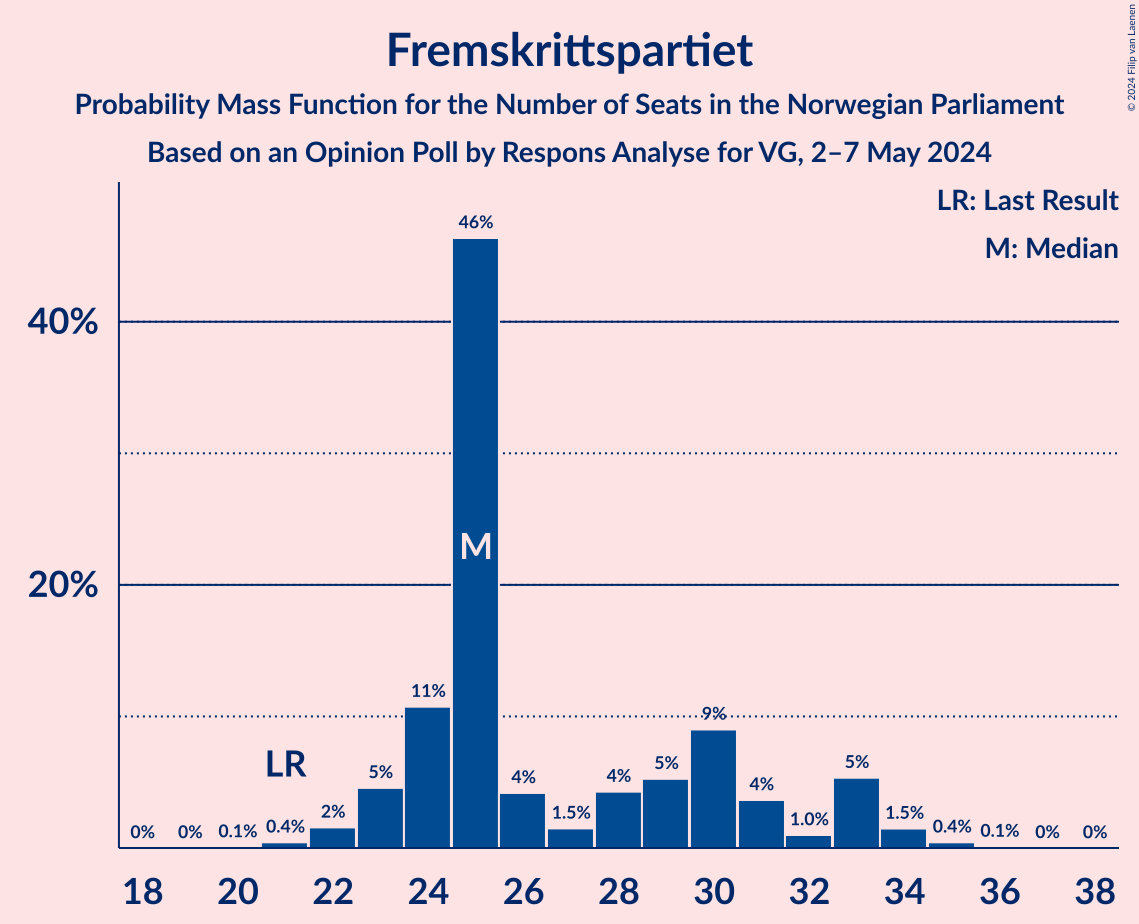 Fremskrittspartiet
Probability Mass Function for the Number of Seats in the Norwegian Parliament
Based on an Opinion Poll by Respons Analyse for VG, 2–7 May 2024
© 2024 Filip van Laenen
LR: Last Result
M: Median
40%
20%
0%
0%
0.1%
0.4%
2%
5%
11%
46%
4%
1.5%
4%
5%
9%
4%
1.0%
5%
1.5%
0.4%
0.1%
0%
0%
LR
M
18 20 22 24 26 28 30 32 34 36 38